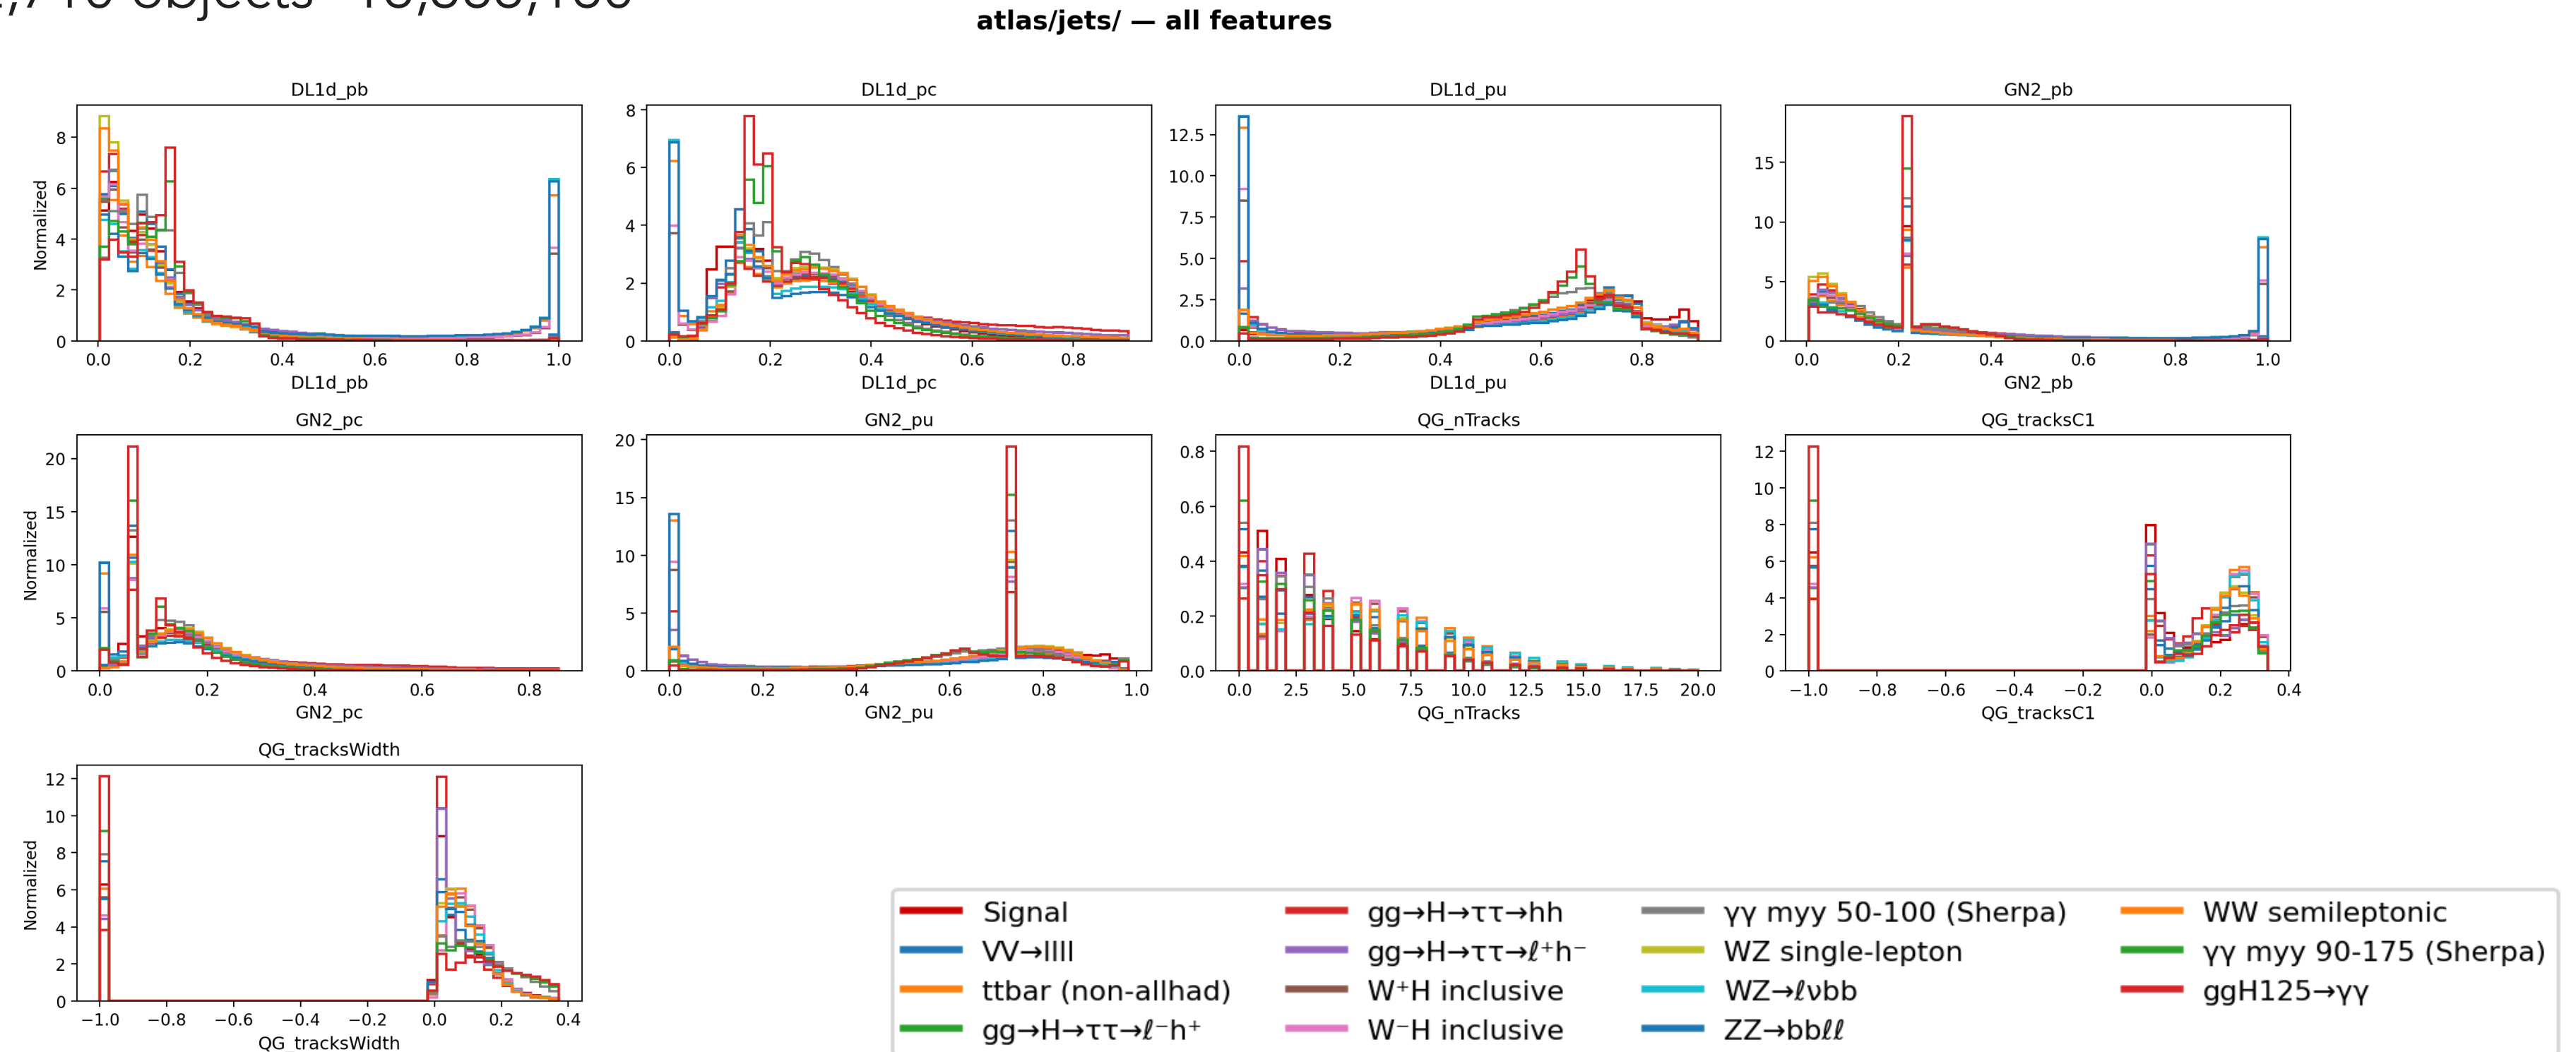 atlas/jets/ — all features
DL1d_pb
DL1d_pc
DL1d_pu
GN2_pb
Normalized
0
2
4
6
8
0
2
4
6
8
0.0
2.5
5.0
7.5
10.0
12.5
0
5
10
15
0.0 0.2 0.4 0.6 0.8 1.0
0.0 0.2 0.4 0.6 0.8
0.0 0.2 0.4 0.6 0.8
0.0 0.2 0.4 0.6 0.8 1.0
DL1d_pb
DL1d_pc
DL1d_pu
GN2_pb
GN2_pc
GN2_pu
QG_nTracks
QG_tracksC1
Normalized
0
5
10
15
20
0
5
10
15
20
0.0
0.2
0.4
0.6
0.8
0
2
4
6
8
10
12
0.0 0.2 0.4 0.6 0.8
0.0 0.2 0.4 0.6 0.8 1.0
0.0 2.5 5.0 7.5 10.0 12.5 15.0 17.5 20.0
−1.0 −0.8 −0.6 −0.4 −0.2 0.0 0.2 0.4
GN2_pc
GN2_pu
QG_nTracks
QG_tracksC1
QG_tracksWidth
Normalized
0
2
4
6
8
10
12
−1.0 −0.8 −0.6 −0.4 −0.2 0.0 0.2 0.4
QG_tracksWidth
Signal
VV→llll
ttbar (non-allhad)
gg→H→ττ→ℓ⁻h⁺
gg→H→ττ→hh
gg→H→ττ→ℓ⁺h⁻
W⁺H inclusive
W⁻H inclusive
γγ myy 50-100 (Sherpa)
WZ single-lepton
WZ→ℓνbb
ZZ→bbℓℓ
WW semileptonic
γγ myy 90-175 (Sherpa)
ggH125→γγ